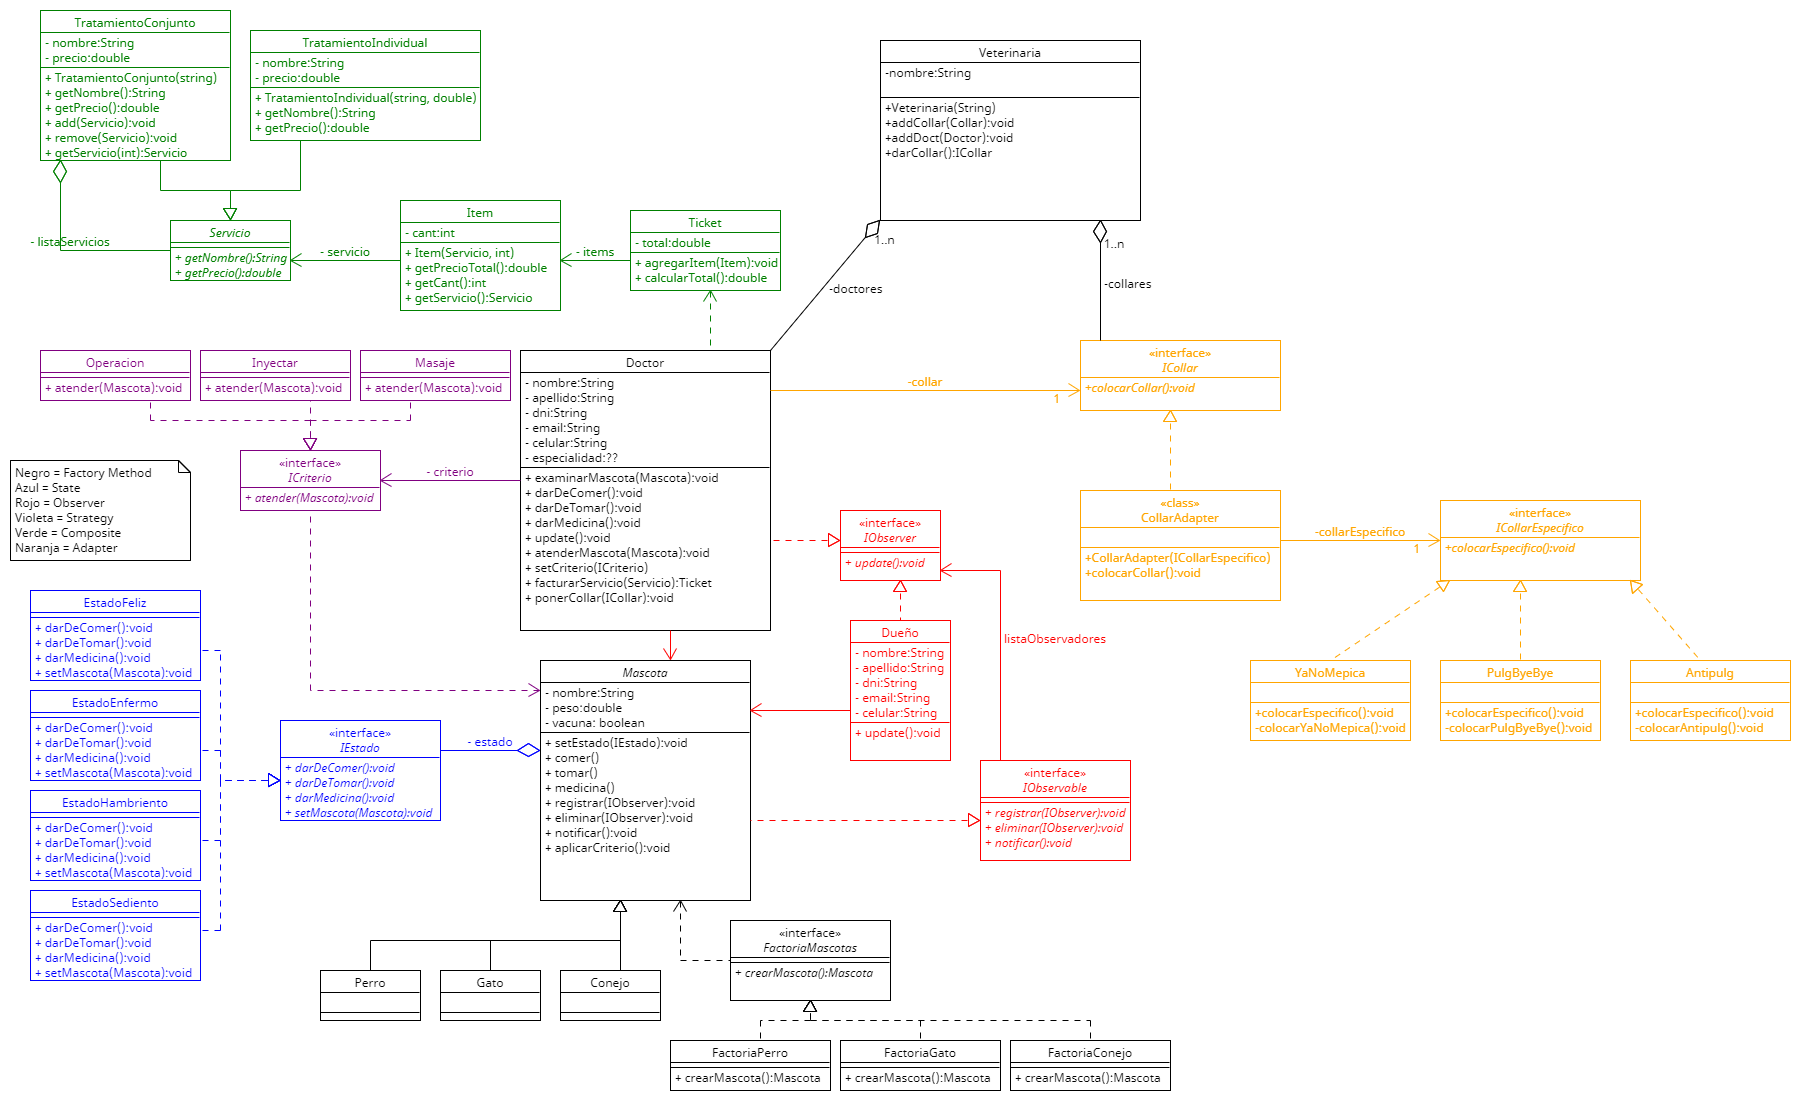 TratamientoConjunto
- nombre:String
- precio:double
+ TratamientoConjunto(string)
+ getNombre():String
+ getPrecio():double
+ add(Servicio):void
+ remove(Servicio):void
+ getServicio(int):Servicio
TratamientoIndividual
- nombre:String
- precio:double
+ TratamientoIndividual(string, double)
+ getNombre():String
+ getPrecio():double
Veterinaria
-nombre:String
+Veterinaria(String)
+addCollar(Collar):void
+addDoct(Doctor):void
+darCollar():ICollar
- listaServicios
Servicio
+ getNombre():String
+ getPrecio():double
- servicio
Item
- cant:int
+ Item(Servicio, int)
+ getPrecioTotal():double
+ getCant():int
+ getServicio():Servicio
- items
Ticket
- total:double
+ agregarItem(Item):void
+ calcularTotal():double
1..n
-doctores
1..n
-collares
Operacion
+ atender(Mascota):void
Inyectar
+ atender(Mascota):void
Masaje
+ atender(Mascota):void
Doctor
- nombre:String
- apellido:String
- dni:String
- email:String
- celular:String
- especialidad:??
+ examinarMascota(Mascota):void
+ darDeComer():void
+ darDeTomar():void
+ darMedicina():void
+ update():void
+ atenderMascota(Mascota):void
+ setCriterio(ICriterio)
+ facturarServicio(Servicio):Ticket
+ ponerCollar(ICollar):void
-collar
1
«interface»
ICollar
+colocarCollar():void
Negro = Factory Method
Azul = State
Rojo = Observer
Violeta = Strategy
Verde = Composite
Naranja = Adapter
«interface»
ICriterio
+ atender(Mascota):void
- criterio
«interface»
IObserver
+ update():void
«class»
CollarAdapter
+CollarAdapter(ICollarEspecifico)
+colocarCollar():void
-collarEspecifico
1
«interface»
ICollarEspecifico
+colocarEspecifico():void
EstadoFeliz
+ darDeComer():void
+ darDeTomar():void
+ darMedicina():void
+ setMascota(Mascota):void
EstadoEnfermo
+ darDeComer():void
+ darDeTomar():void
+ darMedicina():void
+ setMascota(Mascota):void
EstadoHambriento
+ darDeComer():void
+ darDeTomar():void
+ darMedicina():void
+ setMascota(Mascota):void
EstadoSediento
+ darDeComer():void
+ darDeTomar():void
+ darMedicina():void
+ setMascota(Mascota):void
«interface»
IEstado
+ darDeComer():void
+ darDeTomar():void
+ darMedicina():void
+ setMascota(Mascota):void
- estado
Mascota
- nombre:String
- peso:double
- vacuna: boolean
+ setEstado(IEstado):void
+ comer()
+ tomar()
+ medicina()
+ registrar(IObserver):void
+ eliminar(IObserver):void
+ notificar():void
+ aplicarCriterio():void
Dueño
- nombre:String
- apellido:String
- dni:String
- email:String
- celular:String
+ update():void
listaObservadores
«interface»
IObservable
+ registrar(IObserver):void
+ eliminar(IObserver):void
+ notificar():void
YaNoMepica
+colocarEspecifico():void
-colocarYaNoMepica():void
PulgByeBye
+colocarEspecifico():void
-colocarPulgByeBye():void
Antipulg
+colocarEspecifico():void
-colocarAntipulg():void
Perro
Gato
Conejo
«interface»
FactoriaMascotas
+ crearMascota():Mascota
FactoriaPerro
+ crearMascota():Mascota
FactoriaGato
+ crearMascota():Mascota
FactoriaConejo
+ crearMascota():Mascota